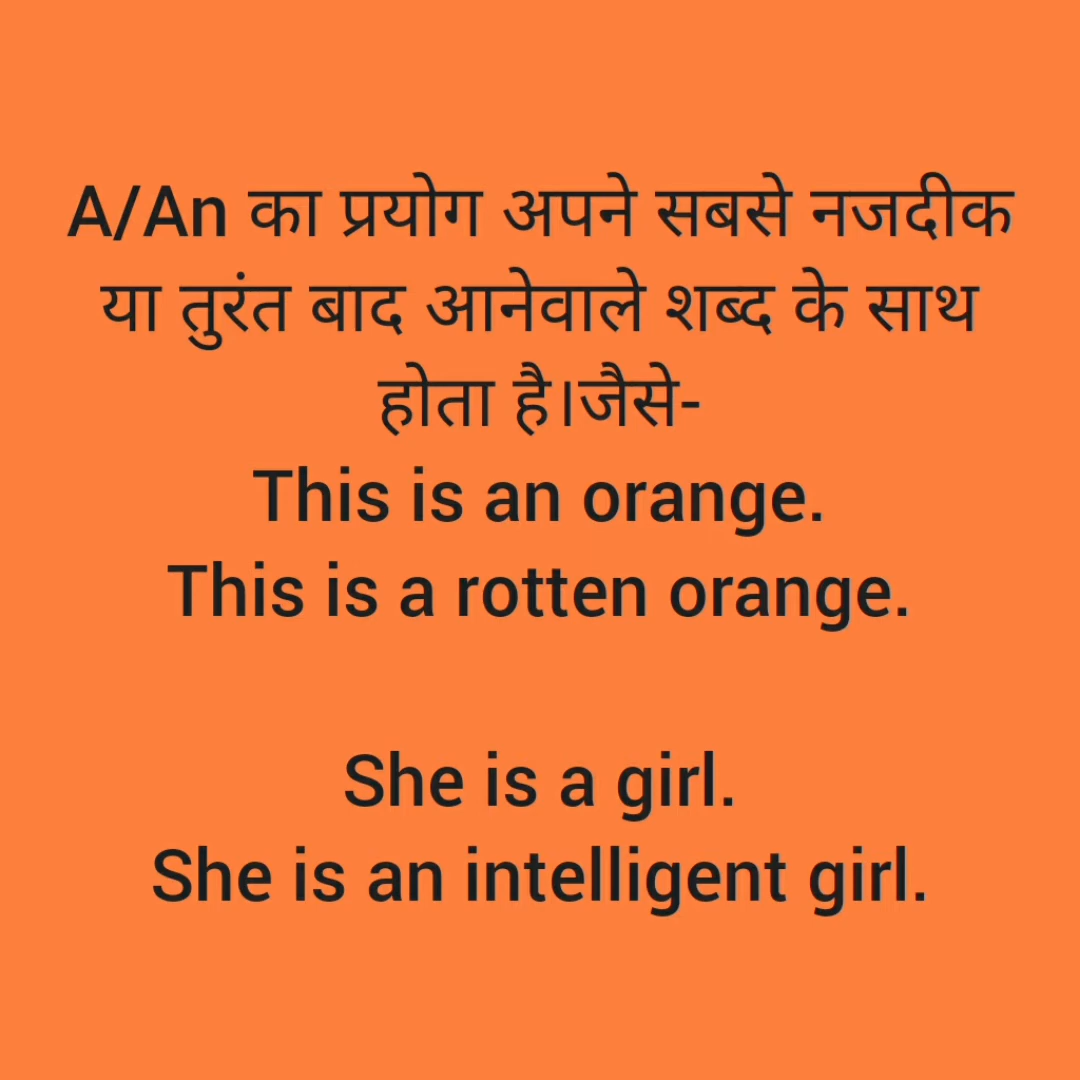 A/An का प्रयोग अपने सबसे नजदीक
या तुरंत बाद आनेवाले शब्द के साथ
होता है।जैसे-
This is an orange.
This is a rotten orange.
She is a girl.
She is an intelligent girl.